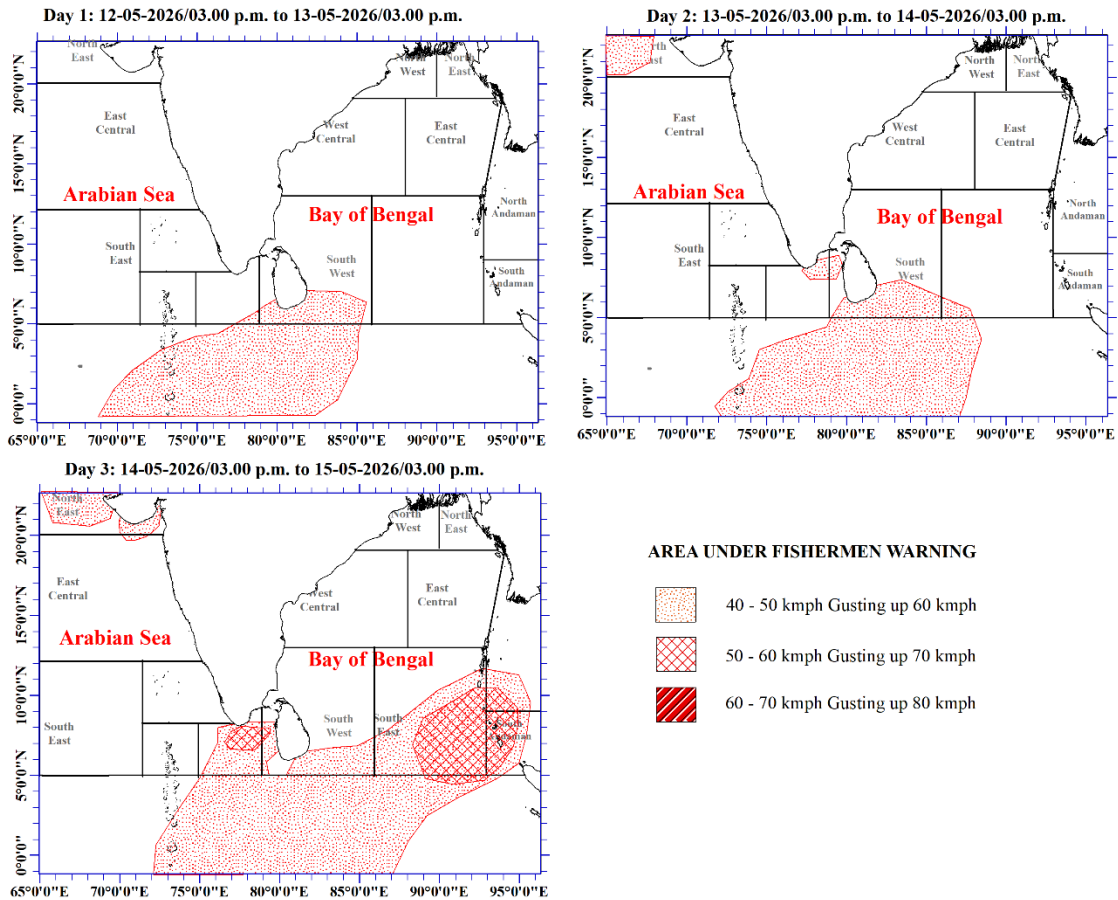 Day 1: 12-05-2026/03.00 p.m. to 13-05-2026/03.00 p.m.
North
East
North
West
North
East
East
Central
West
Central
East
Central
Arabian Sea
Bay of Bengal
North
Andaman
South
East
South
West
South
Andaman
20°0'0"N
15°0'0"N
10°0'0"N
5°0'0"N
0°0'0"
65°0'0"E
70°0'0"E
75°0'0"E
80°0'0"E
85°0'0"E
90°0'0"E
95°0'0"E
Day 2: 13-05-2026/03.00 p.m. to 14-05-2026/03.00 p.m.
North
West
North
East
East
Central
West
Central
East
Central
Arabian Sea
Bay of Bengal
North
Andaman
South
East
South
West
South
Andaman
20°0'0"N
15°0'0"N
10°0'0"N
5°0'0"N
0°0'0"
65°0'0"E
70°0'0"E
75°0'0"E
80°0'0"E
85°0'0"E
90°0'0"E
95°0'0"E
Day 3: 14-05-2026/03.00 p.m. to 15-05-2026/03.00 p.m.
North
East
North
West
North
East
East
Central
West
Central
East
Central
Arabian Sea
Bay of Bengal
South
East
South
West
South
East
South
Andaman
20°0'0"N
15°0'0"N
10°0'0"N
5°0'0"N
0°0'0"
65°0'0"E
70°0'0"E
75°0'0"E
80°0'0"E
85°0'0"E
90°0'0"E
95°0'0"E
AREA UNDER FISHERMEN WARNING
40 - 50 kmph Gusting up 60 kmph
50 - 60 kmph Gusting up 70 kmph
60 - 70 kmph Gusting up 80 kmph